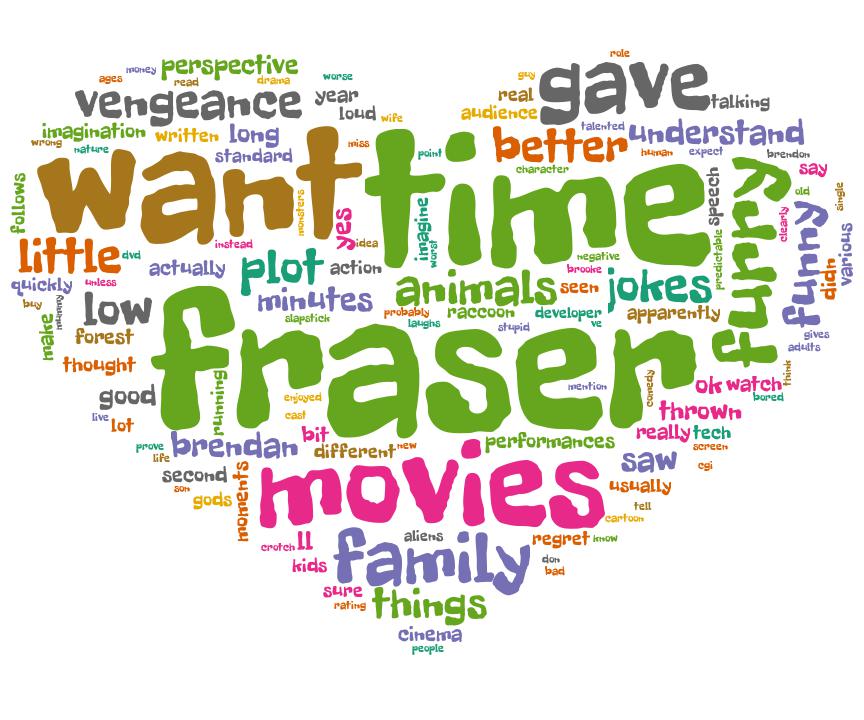 role
ages money perspective
read drama worse guy
gave
vengeance year real talking
loud wife audience
imagination written long talented understand
wrong nature standard miss point better human expect brendon
want time character say
follows monsters speech funny old single
yes imagine clearly funny various
little dvd instead idea worst negative predictable didn
quickly unless actually plot action animals brooke seen jokes
buy mummy low minutes probably raccoon developer apparently
make slapstick laughs stupid ve gives
forest fraser adults
thought
good running enjoyed mention comedy ok watch think
live lot cast thrown bored
prove brendan bit different new performances really tech
life second movies saw screen
son gods moments usually cgi
cartoon tell
crotch ll aliens regret know
kids family don bad
sure rating things
cinema
people